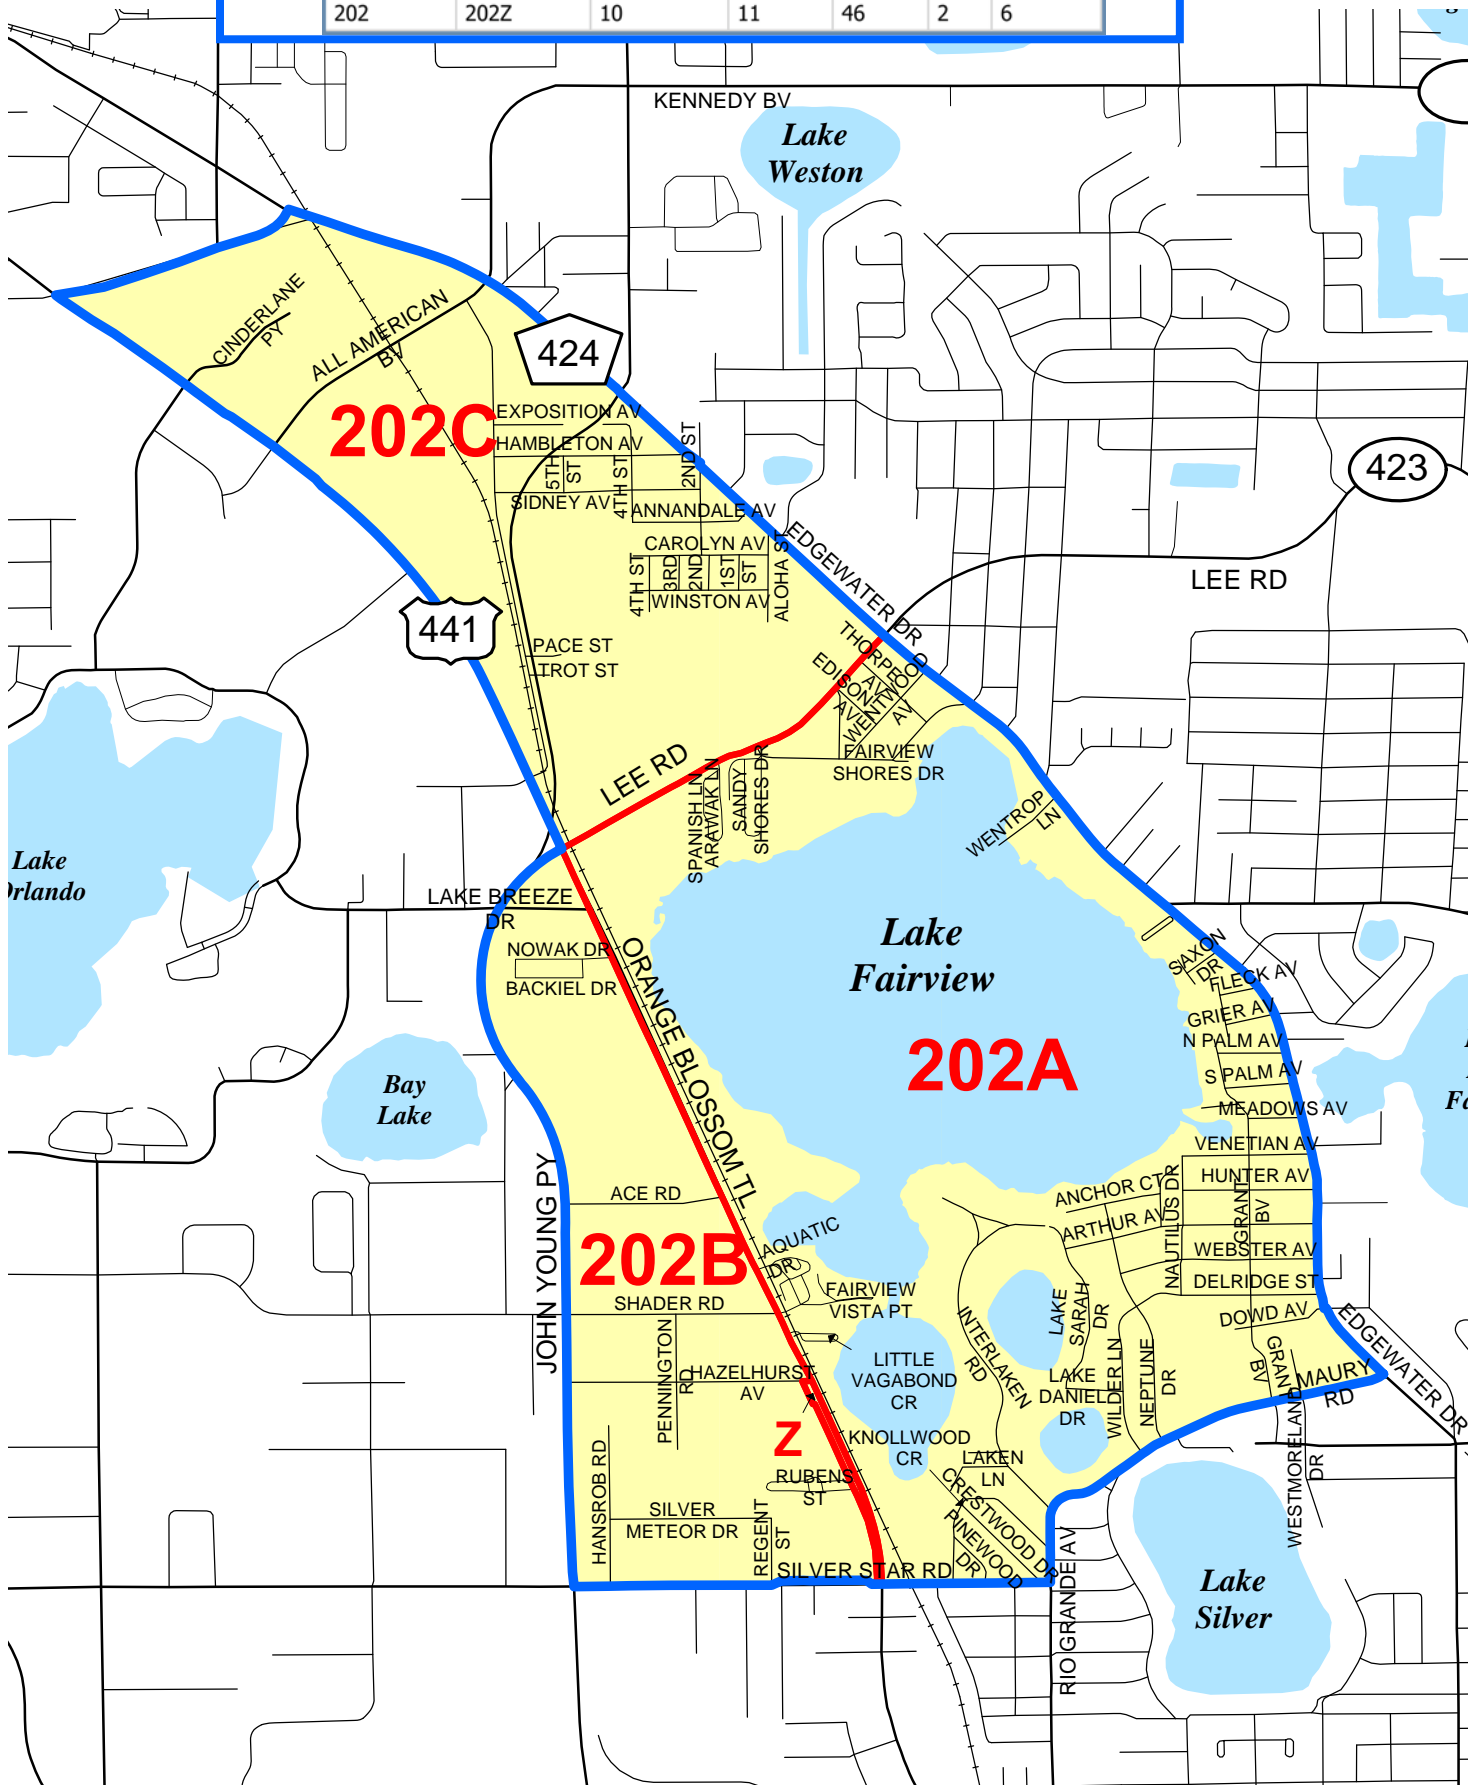 202 202Z 10 11 46 2 6
KENNEDY BV
Lake
Weston
CINDERLANE
PY
ALL AMERICAN
BV
424
202C
EXPOSITION AV
HAMBLETON AV
5TH
ST
4TH ST
2ND ST
SIDNEY AV
ANNANDALE AV
423
CAROLYN AV
4TH ST
3RD
2ND
1ST
ST
ALOHA ST
WINSTON AV
EDGEWATER DR
LEE RD
441
PACE ST
TROT ST
THORPE
AV
EDISON
AV
WENTWOOD
AV
LEE RD
FAIRVIEW
SHORES DR
SPANISH LN
ARAWAK LN
SANDY
SHORES DR
WENTROP
LN
Lake
Orlando
LAKE BREEZE
DR
NOWAK DR
BACKIEL DR
ORANGE BLOSSOM TL
Lake
Fairview
202A
SAXON
DR
FLECK AV
GRIER AV
N PALM AV
S PALM AV
MEADOWS AV
VENETIAN AV
HUNTER AV
Bay
Lake
JOHN YOUNG PY
ACE RD
202B
AQUATIC
DR
ANCHOR CT
ARTHUR AV
NAUTILUS DR
GRANT
BV
WEBSTER AV
DELRIDGE ST
DOWD AV
FAIRVIEW
VISTA PT
SHADER RD
PENNINGTON
RD
HAZELHURST
AV
LITTLE
VAGABOND
CR
INTERLAKEN
RD
LAKE
SARAH
DR
LAKE
DANIEL
DR
WILDER LN
NEPTUNE
DR
GRANT
BV
EDGEWATER DR
MAURY
RD
WESTMORELAND
DR
Z
KNOLLWOOD
CR
LAKEN
LN
HANSROB RD
RUBENS
ST
SILVER
METEOR DR
REGENT
ST
CRESTWOOD DR
PINEWOOD
DR
SILVER STAR RD
RIO GRANDE AV
Lake
Silver